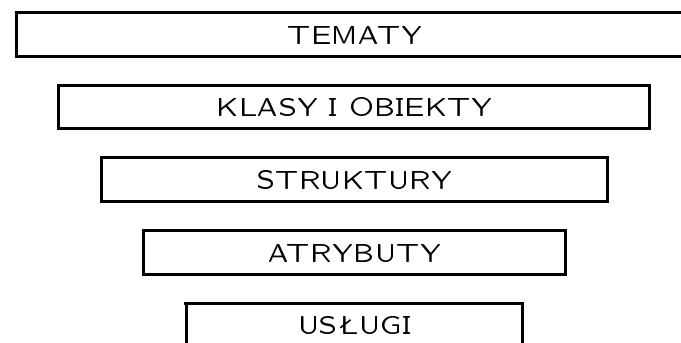 TEMATY
KLASY I OBIEKTY
STRUKTURY
ATRYBUTY
USŁUGI